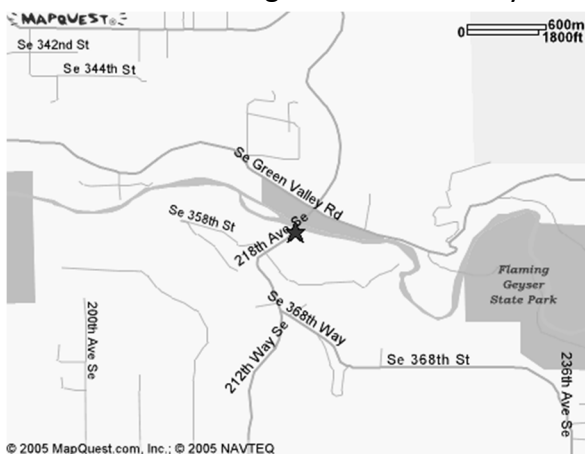 MAPQUEST®
600m
0
1800ft
Se 342nd St
Se 344th St
Se Green Valley Rd
Se 358th St
218th Ave Se
Flaming
Geyser
State Park
Se 368th Way
200th Ave Se
212th Way Se
Se 368th St
236th Ave Se
© 2005 MapQuest.com, Inc.; © 2005 NAVTEQ